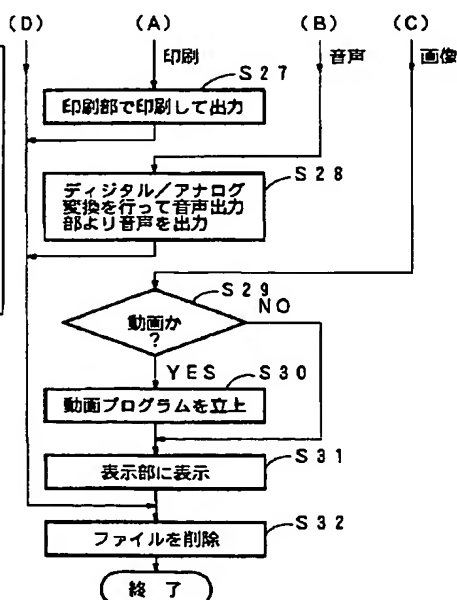 (D) (A) (B) (C)
印刷 音声 画像
S27
印刷部で印刷して出力
S28
ディジタル/アナログ
変換を行って音声出力
部より音声を出力
S29
動画か
?
NO
YES
S30
動画プログラムを立上
S31
表示部に表示
S32
ファイルを削除
終了